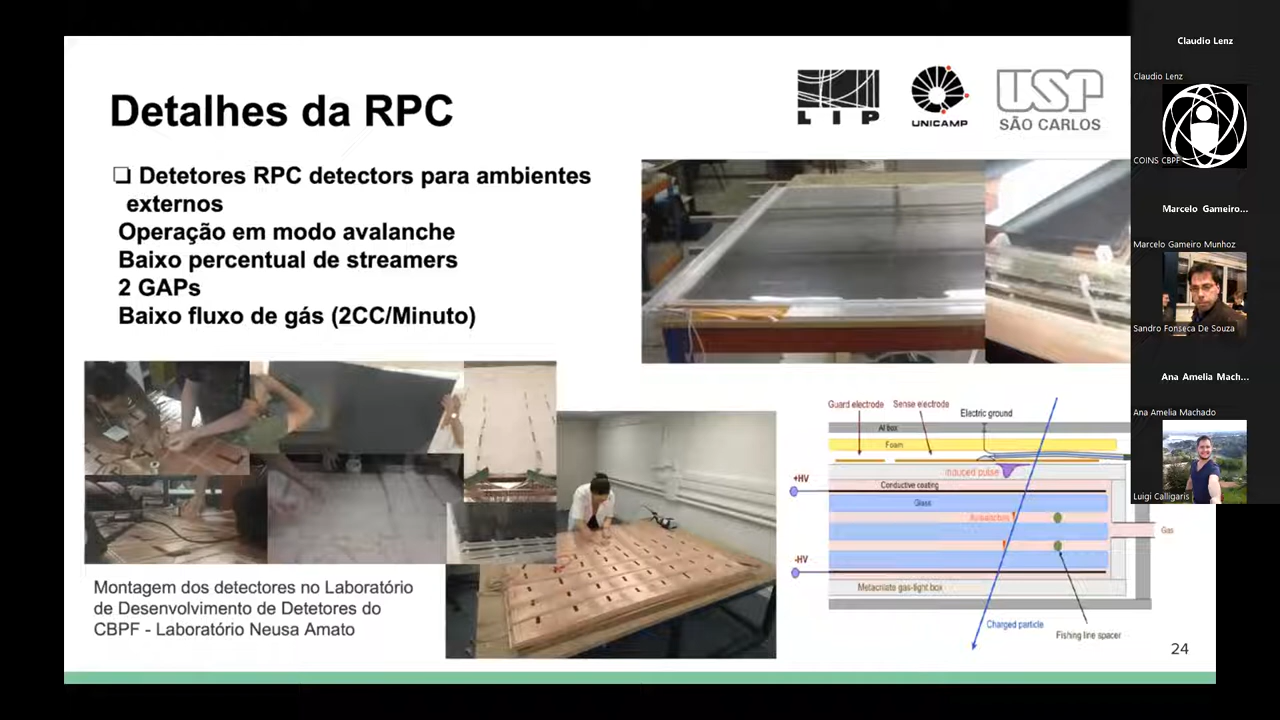 Detalhes da RPC
LIP
UNICAMP
USP
SÃO CARLOS
❏ Detetores RPC detectors para ambientes
externos
Operação em modo avalanche
Baixo percentual de streamers
2 GAPs
Baixo fluxo de gás (2CC/Minuto)
Montagem dos detectores no Laboratório
de Desenvolvimento de Detetores do
CBPF - Laboratório Neusa Amato
Guard electrode
Sense electrode
Electric ground
Al box
Foam
induced pulse
+HV
Conductive coating
Glass
Gas
-HV
Metacrilate gas-tight box
Charged particle
Fishing line spacer
24
Claudio Lenz
Claudio Lenz
COINS CBPF
Marcelo Gameiro...
Marcelo Gameiro Munhoz
Sandro Fonseca De Souza
Ana Amelia Mach...
Ana Amelia Machado
Luigi Calligaris